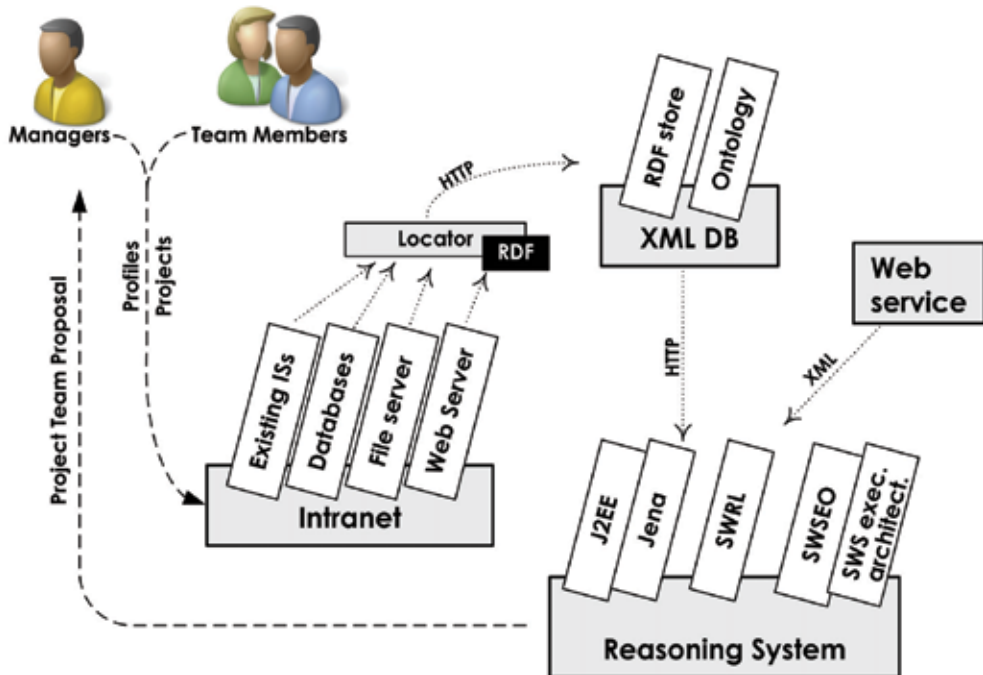 Managers
Team Members
Profiles
Projects
Project Team Proposal
HTTP
Locator
RDF
Existing ISs
Databases
File server
Web Server
Intranet
RDF store
Ontology
XML DB
HTTP
Web
service
XML
J2EE
Jena
SWRL
SWSEO
SWS exec.
architect.
Reasoning System